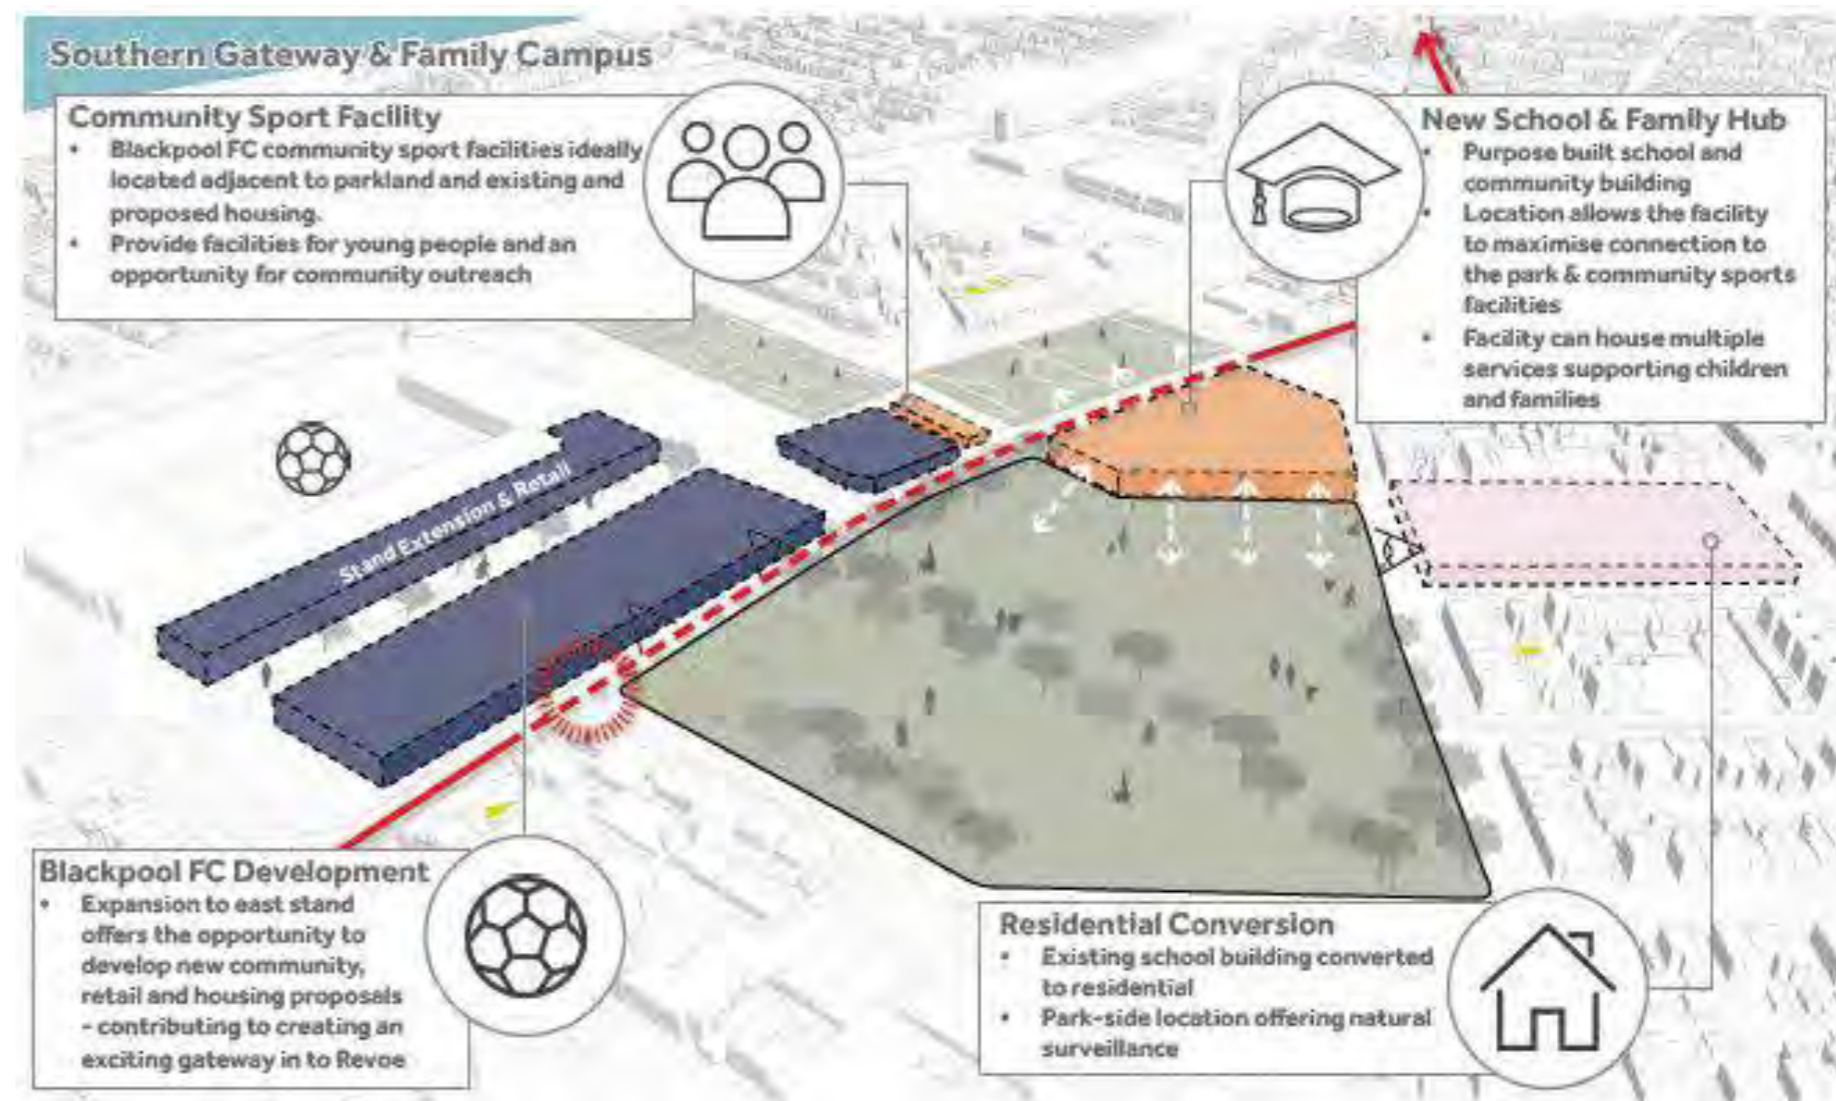 Southern Gateway & Family Campus
Community Sport Facility
• Blackpool FC community sport facilities ideally
located adjacent to parkland and existing and
proposed housing.
• Provide facilities for young people and an
opportunity for community outreach
New School & Family Hub
• Purpose built school and
community building
• Location allows the facility
to maximise connection to
the park & community sports
facilities
• Facility can house multiple
services supporting children
and families
Stand Extension & Retail
Blackpool FC Development
• Expansion to east stand
offers the opportunity to
develop new community,
retail and housing proposals
- contributing to creating an
exciting gateway in to Revoe
Residential Conversion
• Existing school building converted
to residential
• Park-side location offering natural
surveillance